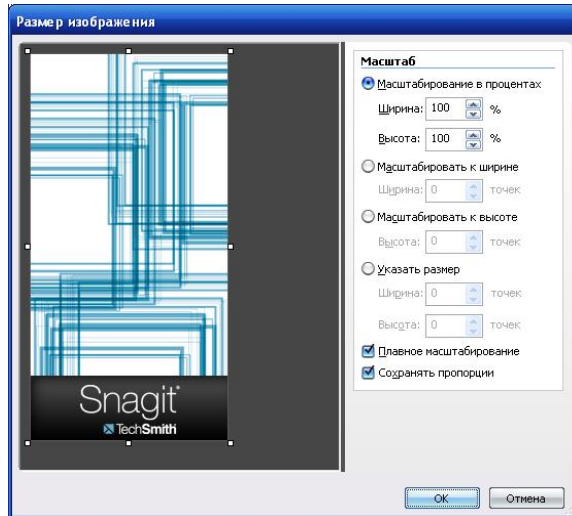 Размер изображения
Snagit
TechSmith
Масштаб
Масштабирование в процентах
Ширина: 100 %
Высота: 100 %
Масштабировать к ширине
Ширина: 0 точек
Масштабировать к высоте
Высота: 0 точек
Указать размер
Ширина: 0 точек
Высота: 0 точек
Плавное масштабирование
Сохранять пропорции
OK Отмена